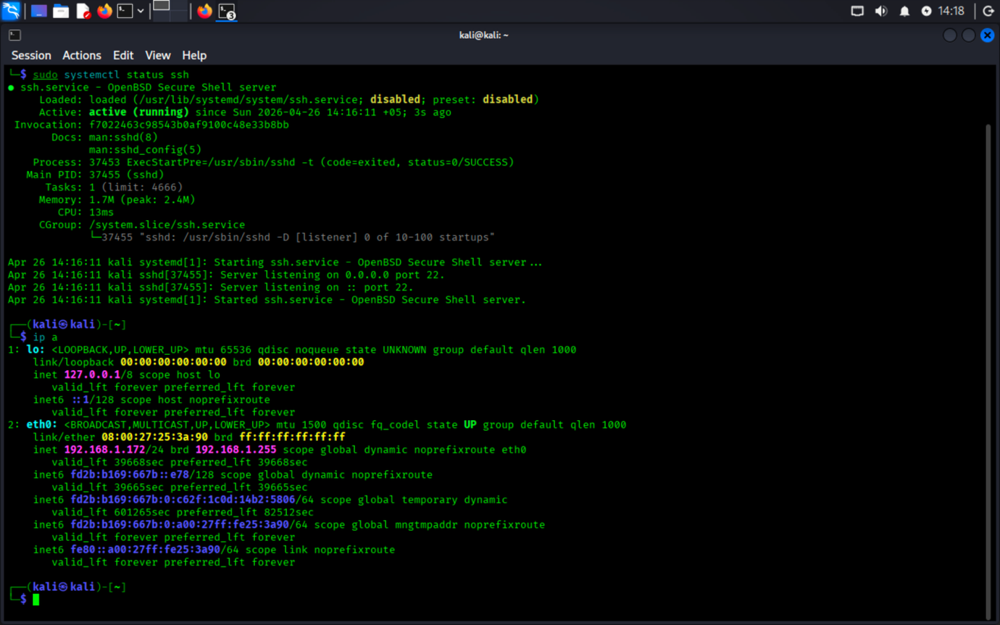 14:18
kali@kali: ~
Session Actions Edit View Help
└─$ sudo systemctl status ssh
● ssh.service - OpenBSD Secure Shell server
     Loaded: loaded (/usr/lib/systemd/system/ssh.service; disabled; preset: disabled)
     Active: active (running) since Sun 2026-04-26 14:16:11 +05; 3s ago
 Invocation: f7022463c98543b0af9100c48e33b8bb
       Docs: man:sshd(8)
             man:sshd_config(5)
    Process: 37453 ExecStartPre=/usr/sbin/sshd -t (code=exited, status=0/SUCCESS)
   Main PID: 37455 (sshd)
      Tasks: 1 (limit: 4666)
     Memory: 1.7M (peak: 2.4M)
        CPU: 13ms
     CGroup: /system.slice/ssh.service
             └─37455 "sshd: /usr/sbin/sshd -D [listener] 0 of 10-100 startups"
Apr 26 14:16:11 kali systemd[1]: Starting ssh.service - OpenBSD Secure Shell server...
Apr 26 14:16:11 kali sshd[37455]: Server listening on 0.0.0.0 port 22.
Apr 26 14:16:11 kali sshd[37455]: Server listening on :: port 22.
Apr 26 14:16:11 kali systemd[1]: Started ssh.service - OpenBSD Secure Shell server.
┌──(kali㉿kali)-[~]
└─$ ip a
1: lo: <LOOPBACK,UP,LOWER_UP> mtu 65536 qdisc noqueue state UNKNOWN group default qlen 1000
    link/loopback 00:00:00:00:00:00 brd 00:00:00:00:00:00
    inet 127.0.0.1/8 scope host lo
       valid_lft forever preferred_lft forever
    inet6 ::1/128 scope host noprefixroute
       valid_lft forever preferred_lft forever
2: eth0: <BROADCAST,MULTICAST,UP,LOWER_UP> mtu 1500 qdisc fq_codel state UP group default qlen 1000
    link/ether 08:00:27:25:3a:90 brd ff:ff:ff:ff:ff:ff
    inet 192.168.1.172/24 brd 192.168.1.255 scope global dynamic noprefixroute eth0
       valid_lft 39668sec preferred_lft 39668sec
    inet6 fd2b:b169:667b::e78/128 scope global dynamic noprefixroute
       valid_lft 39665sec preferred_lft 39665sec
    inet6 fd2b:b169:667b:0:c62f:1c0d:14b2:5806/64 scope global temporary dynamic
       valid_lft 601265sec preferred_lft 82512sec
    inet6 fd2b:b169:667b:0:a00:27ff:fe25:3a90/64 scope global mngtmpaddr noprefixroute
       valid_lft forever preferred_lft forever
    inet6 fe80::a00:27ff:fe25:3a90/64 scope link noprefixroute
       valid_lft forever preferred_lft forever
┌──(kali㉿kali)-[~]
└─$